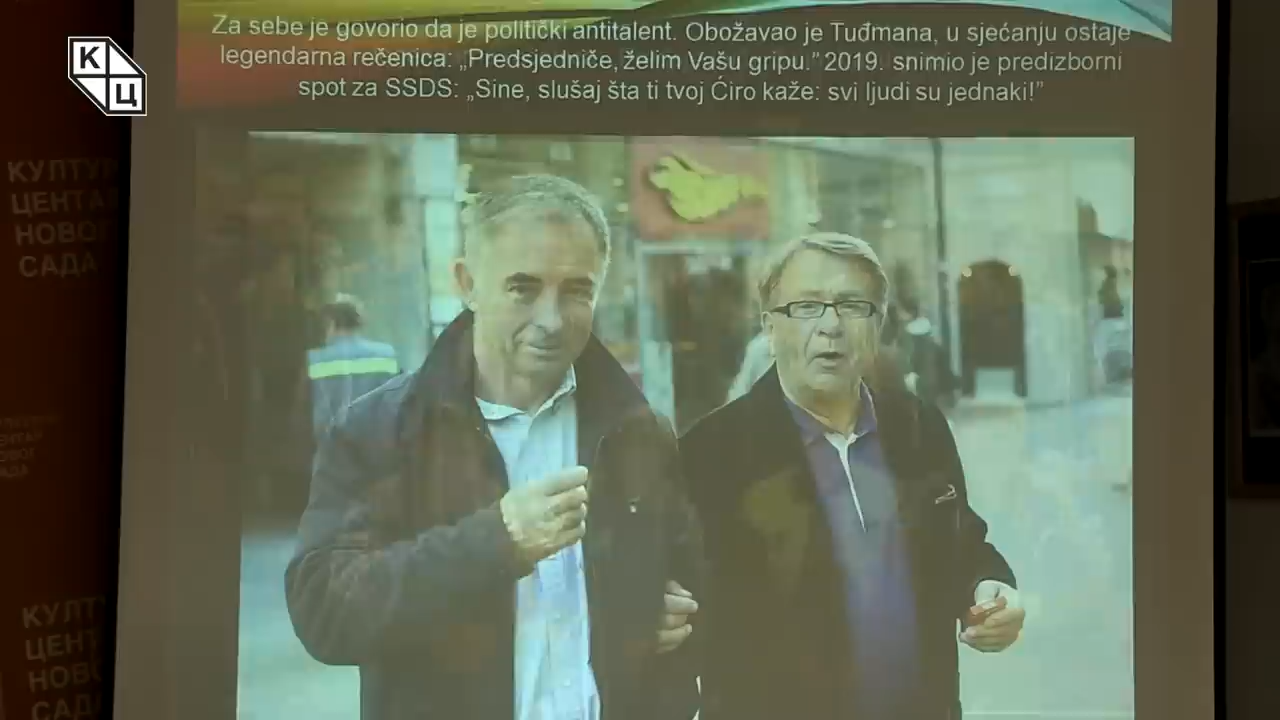 Za sebe je govorio da je politički antitalent. Obožavao je Tuđmana, u sjećanju ostaje
legendarna rečenica: „Predsjedniče, želim Vašu gripu.” 2019. snimio je predizborni
spot za SSDS: „Sine, slušaj šta ti tvoj Ćiro kaže: svi ljudi su jednaki!”
К
Ц
КУЛТУР
ЦЕНТА
НОВОГ
САДА
КУЛТ
ЦЕНТ
НОВО
САДА